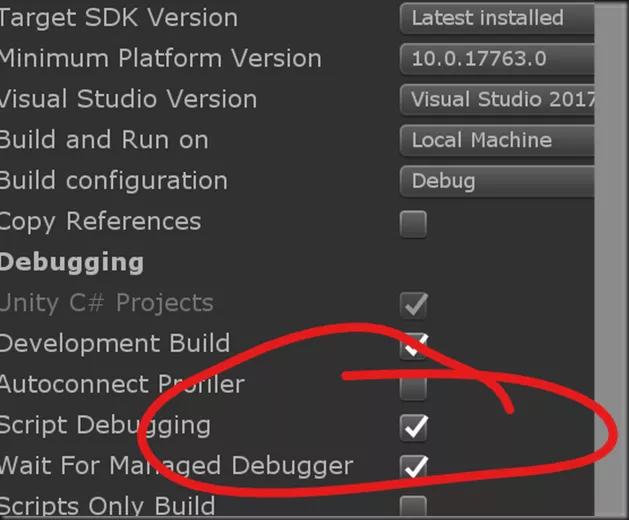 Target SDK Version Latest installed
Minimum Platform Version 10.0.17763.0
Visual Studio Version Visual Studio 2017
Build and Run on Local Machine
Build configuration Debug
Copy References
Debugging
Unity C# Projects
Development Build
Autoconnect Profiler
Script Debugging
Wait For Managed Debugger
Scripts Only Build